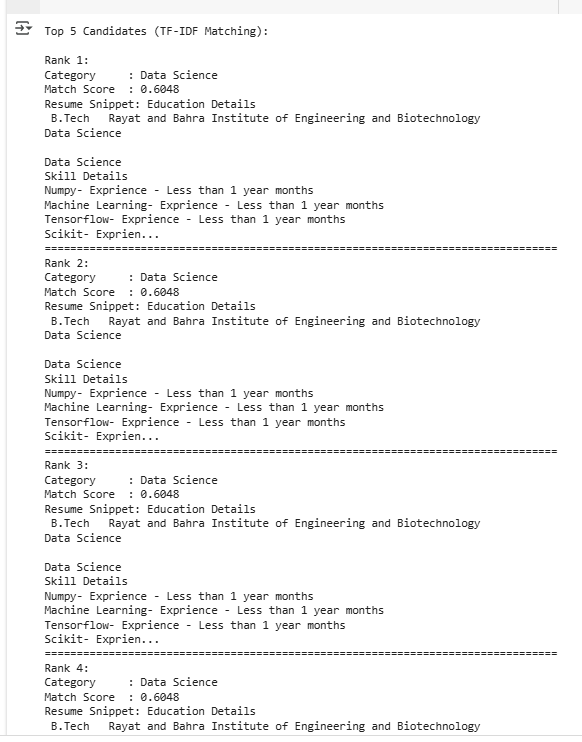 Top 5 Candidates (TF-IDF Matching):
Rank 1:
Category     : Data Science
Match Score  : 0.6048
Resume Snippet: Education Details
 B.Tech   Rayat and Bahra Institute of Engineering and Biotechnology
Data Science
Data Science
Skill Details
Numpy- Exprience - Less than 1 year months
Machine Learning- Exprience - Less than 1 year months
Tensorflow- Exprience - Less than 1 year months
Scikit- Exprien...
================================================================================
Rank 2:
Category     : Data Science
Match Score  : 0.6048
Resume Snippet: Education Details
 B.Tech   Rayat and Bahra Institute of Engineering and Biotechnology
Data Science
Data Science
Skill Details
Numpy- Exprience - Less than 1 year months
Machine Learning- Exprience - Less than 1 year months
Tensorflow- Exprience - Less than 1 year months
Scikit- Exprien...
================================================================================
Rank 3:
Category     : Data Science
Match Score  : 0.6048
Resume Snippet: Education Details
 B.Tech   Rayat and Bahra Institute of Engineering and Biotechnology
Data Science
Data Science
Skill Details
Numpy- Exprience - Less than 1 year months
Machine Learning- Exprience - Less than 1 year months
Tensorflow- Exprience - Less than 1 year months
Scikit- Exprien...
================================================================================
Rank 4:
Category     : Data Science
Match Score  : 0.6048
Resume Snippet: Education Details
 B.Tech   Rayat and Bahra Institute of Engineering and Biotechnology